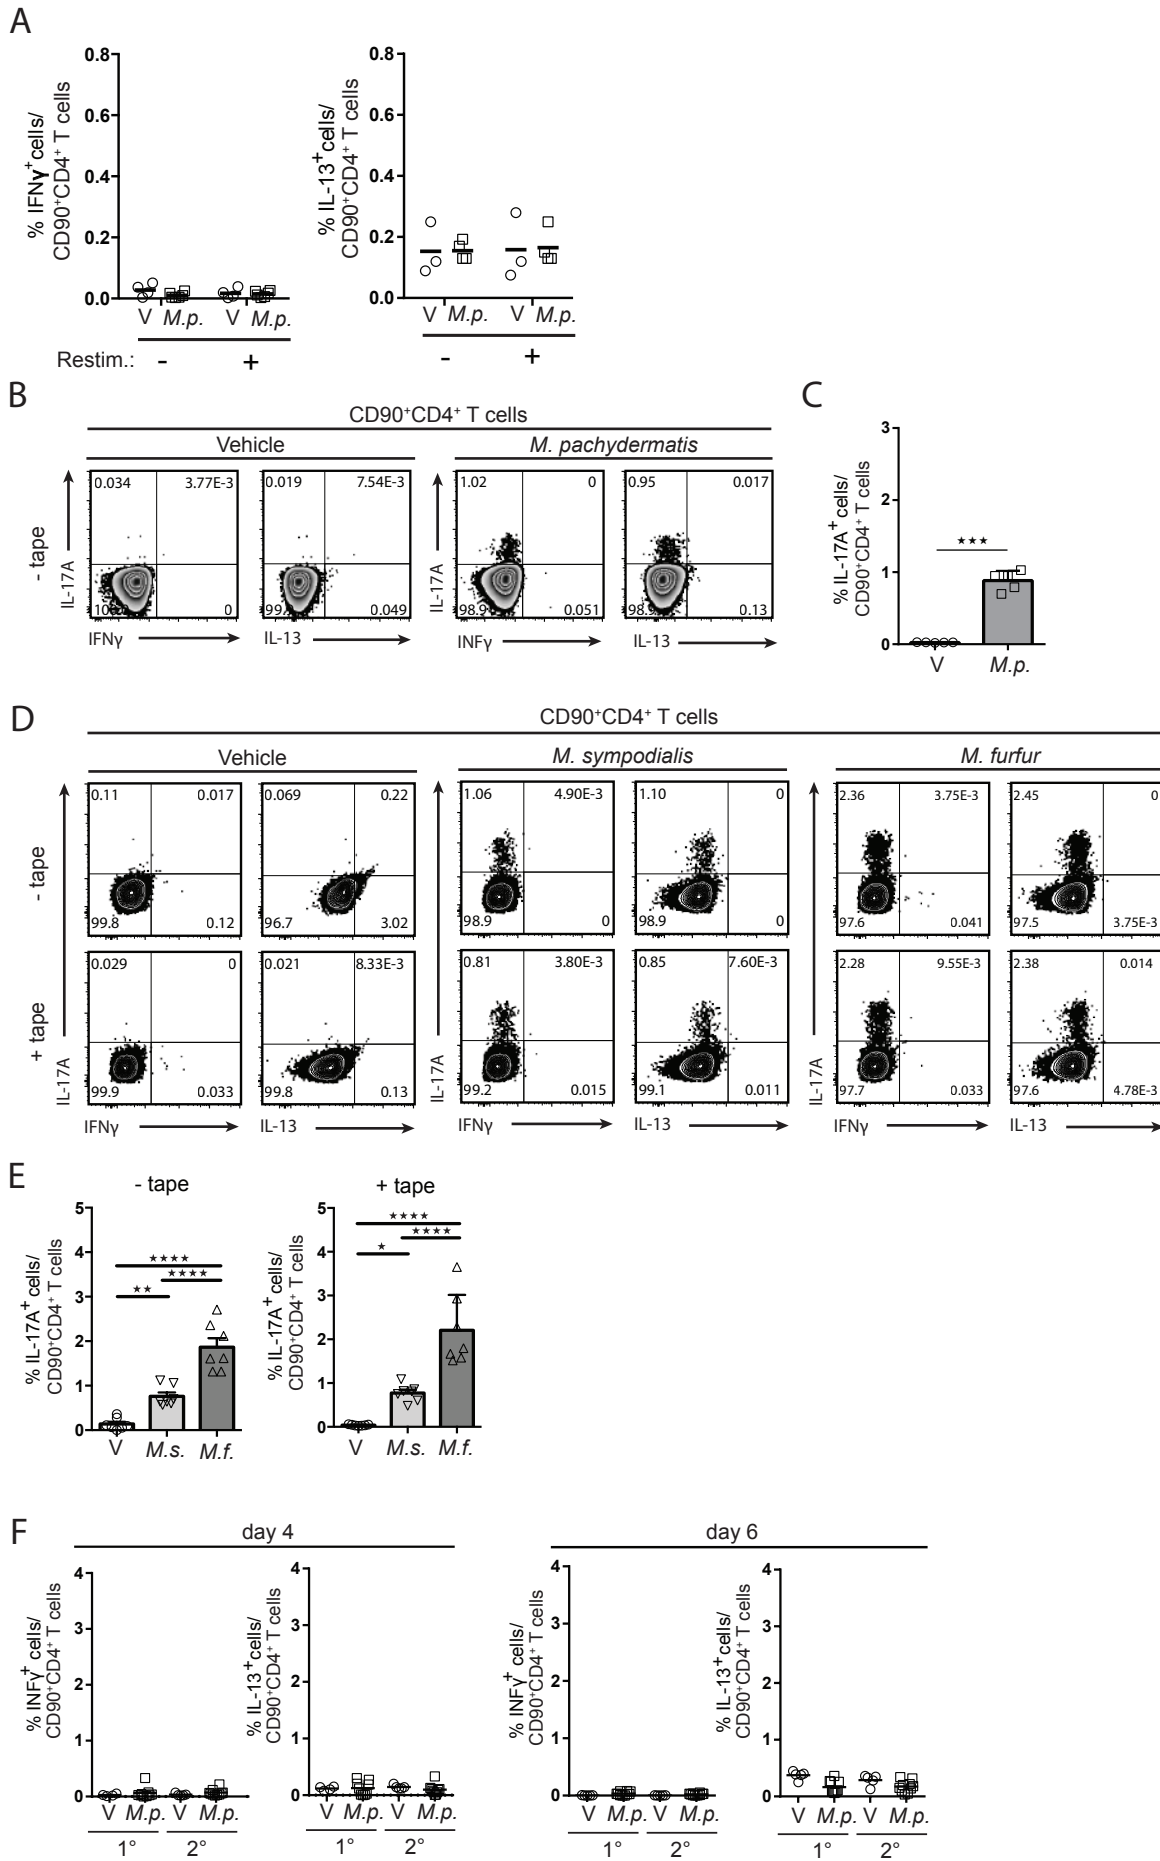 A
% IFNγ⁺cells/
CD90⁺CD4⁺ T cells
0.8
0.6
0.4
0.2
0.0
V M.p. V M.p.
Restim.: - +
% IL-13⁺cells/
CD90⁺CD4⁺ T cells
0.8
0.6
0.4
0.2
0.0
V M.p. V M.p.
- +
B
CD90⁺CD4⁺ T cells
Vehicle
M. pachydermatis
- tape
IL-17A
0.034 3.77E-3
0
IFNγ
0.019 7.54E-3
0.049
IL-13
IL-17A
1.02 0
98.9 0.051
INFγ
0.95 0.017
98.9 0.13
IL-13
C
% IL-17A⁺ cells/
CD90⁺CD4⁺ T cells
3
2
1
0
★★★
V M.p.
D
CD90⁺CD4⁺ T cells
Vehicle
M. sympodialis
M. furfur
- tape
0.11 0.017
99.8 0.12
0.069 0.22
96.7 3.02
1.06 4.90E-3
98.9 0
1.10 0
98.9 0
2.36 3.75E-3
97.6 0.041
2.45 0
97.5 3.75E-3
+ tape
IL-17A
0.029 0
99.9 0.033
IFNγ
0.021 8.33E-3
99.8 0.13
IL-13
IL-17A
0.81 3.80E-3
99.2 0.015
IFNγ
0.85 7.60E-3
99.1 0.011
IL-13
IL-17A
2.28 9.55E-3
97.7 0.033
IFNγ
2.38 0.014
97.6 4.78E-3
IL-13
E
- tape
% IL-17A⁺ cells/
CD90⁺CD4⁺ T cells
5
4
3
2
1
0
★★★★
★★★★
★★
V M.s. M.f.
+ tape
% IL-17A⁺ cells/
CD90⁺CD4⁺ T cells
5
4
3
2
1
0
★★★★
★★★★
★
V M.s. M.f.
F
day 4
% INFγ⁺ cells/
CD90⁺CD4⁺ T cells
4
3
2
1
0
V M.p. V M.p.
1° 2°
% IL-13⁺cells/
CD90⁺CD4⁺ T cells
4
3
2
1
0
V M.p. V M.p.
1° 2°
day 6
% INFγ⁺ cells/
CD90⁺CD4⁺ T cells
4
3
2
1
0
V M.p. V M.p.
1° 2°
% IL-13⁺cells/
CD90⁺CD4⁺ T cells
4
3
2
1
0
V M.p. V M.p.
1° 2°